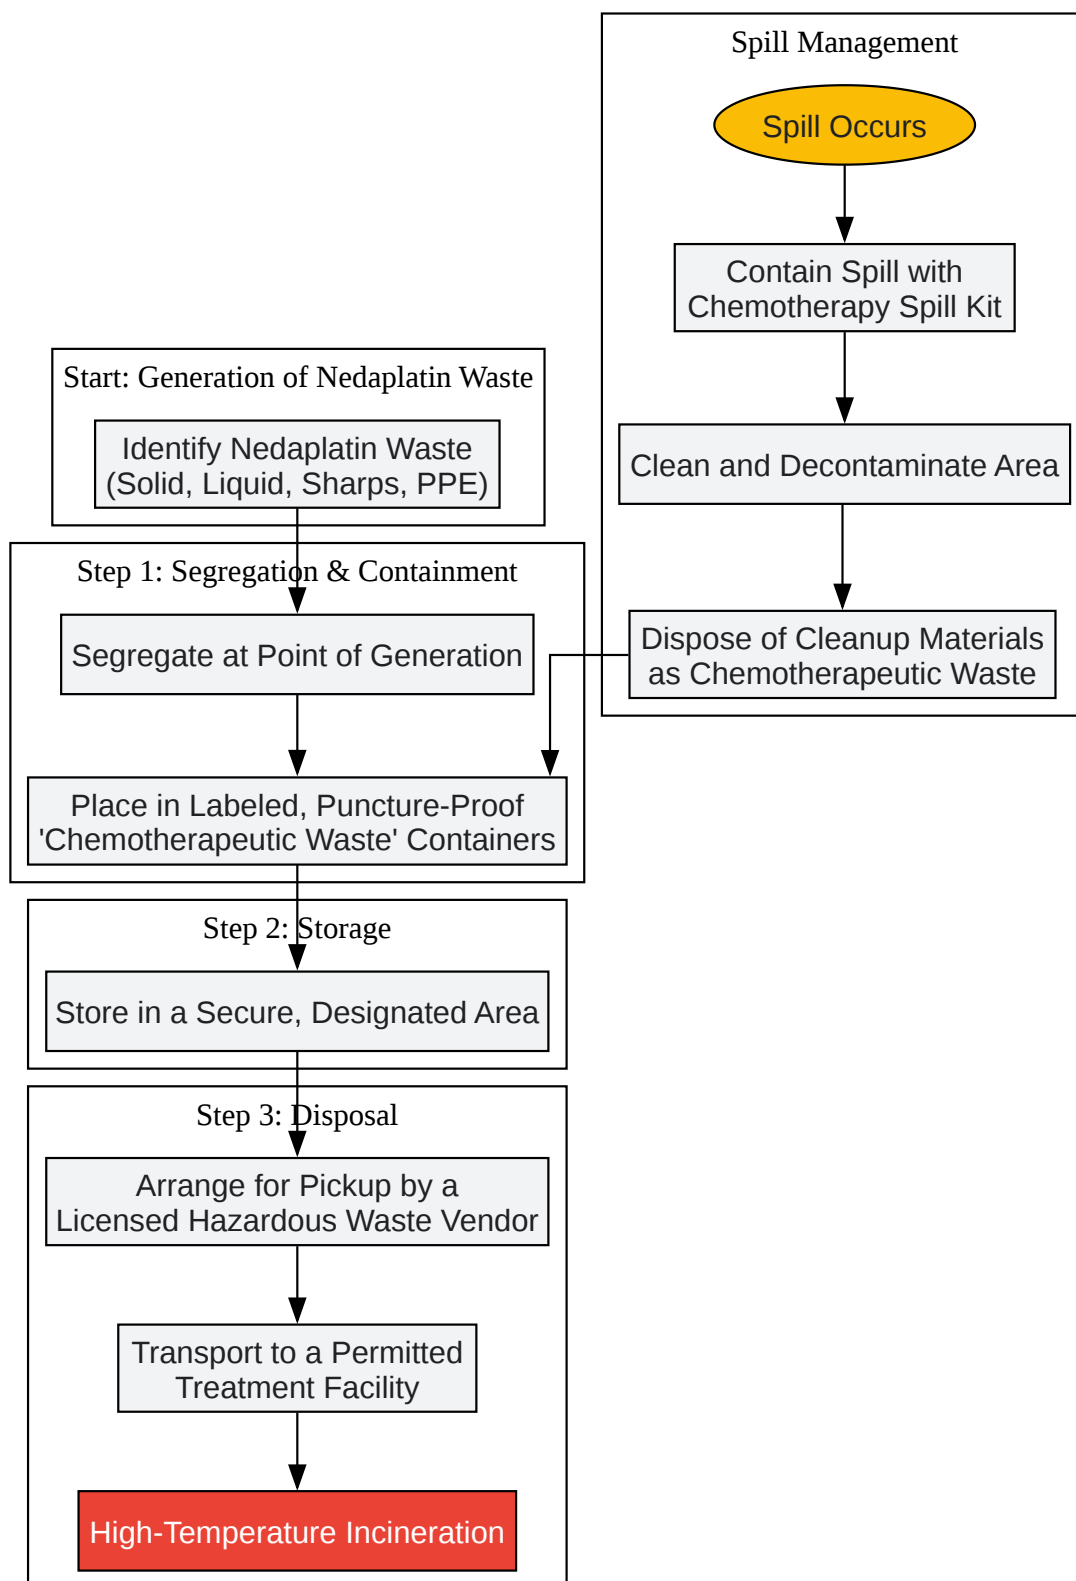 Spill Management
Spill Occurs
Contain Spill with
Chemotherapy Spill Kit
Clean and Decontaminate Area
Dispose of Cleanup Materials
as Chemotherapeutic Waste
Start: Generation of Nedaplatin Waste
Identify Nedaplatin Waste
(Solid, Liquid, Sharps, PPE)
Step 1: Segregation & Containment
Segregate at Point of Generation
Place in Labeled, Puncture-Proof
'Chemotherapeutic Waste' Containers
Step 2: Storage
Store in a Secure, Designated Area
Step 3: Disposal
Arrange for Pickup by a
Licensed Hazardous Waste Vendor
Transport to a Permitted
Treatment Facility
High-Temperature Incineration